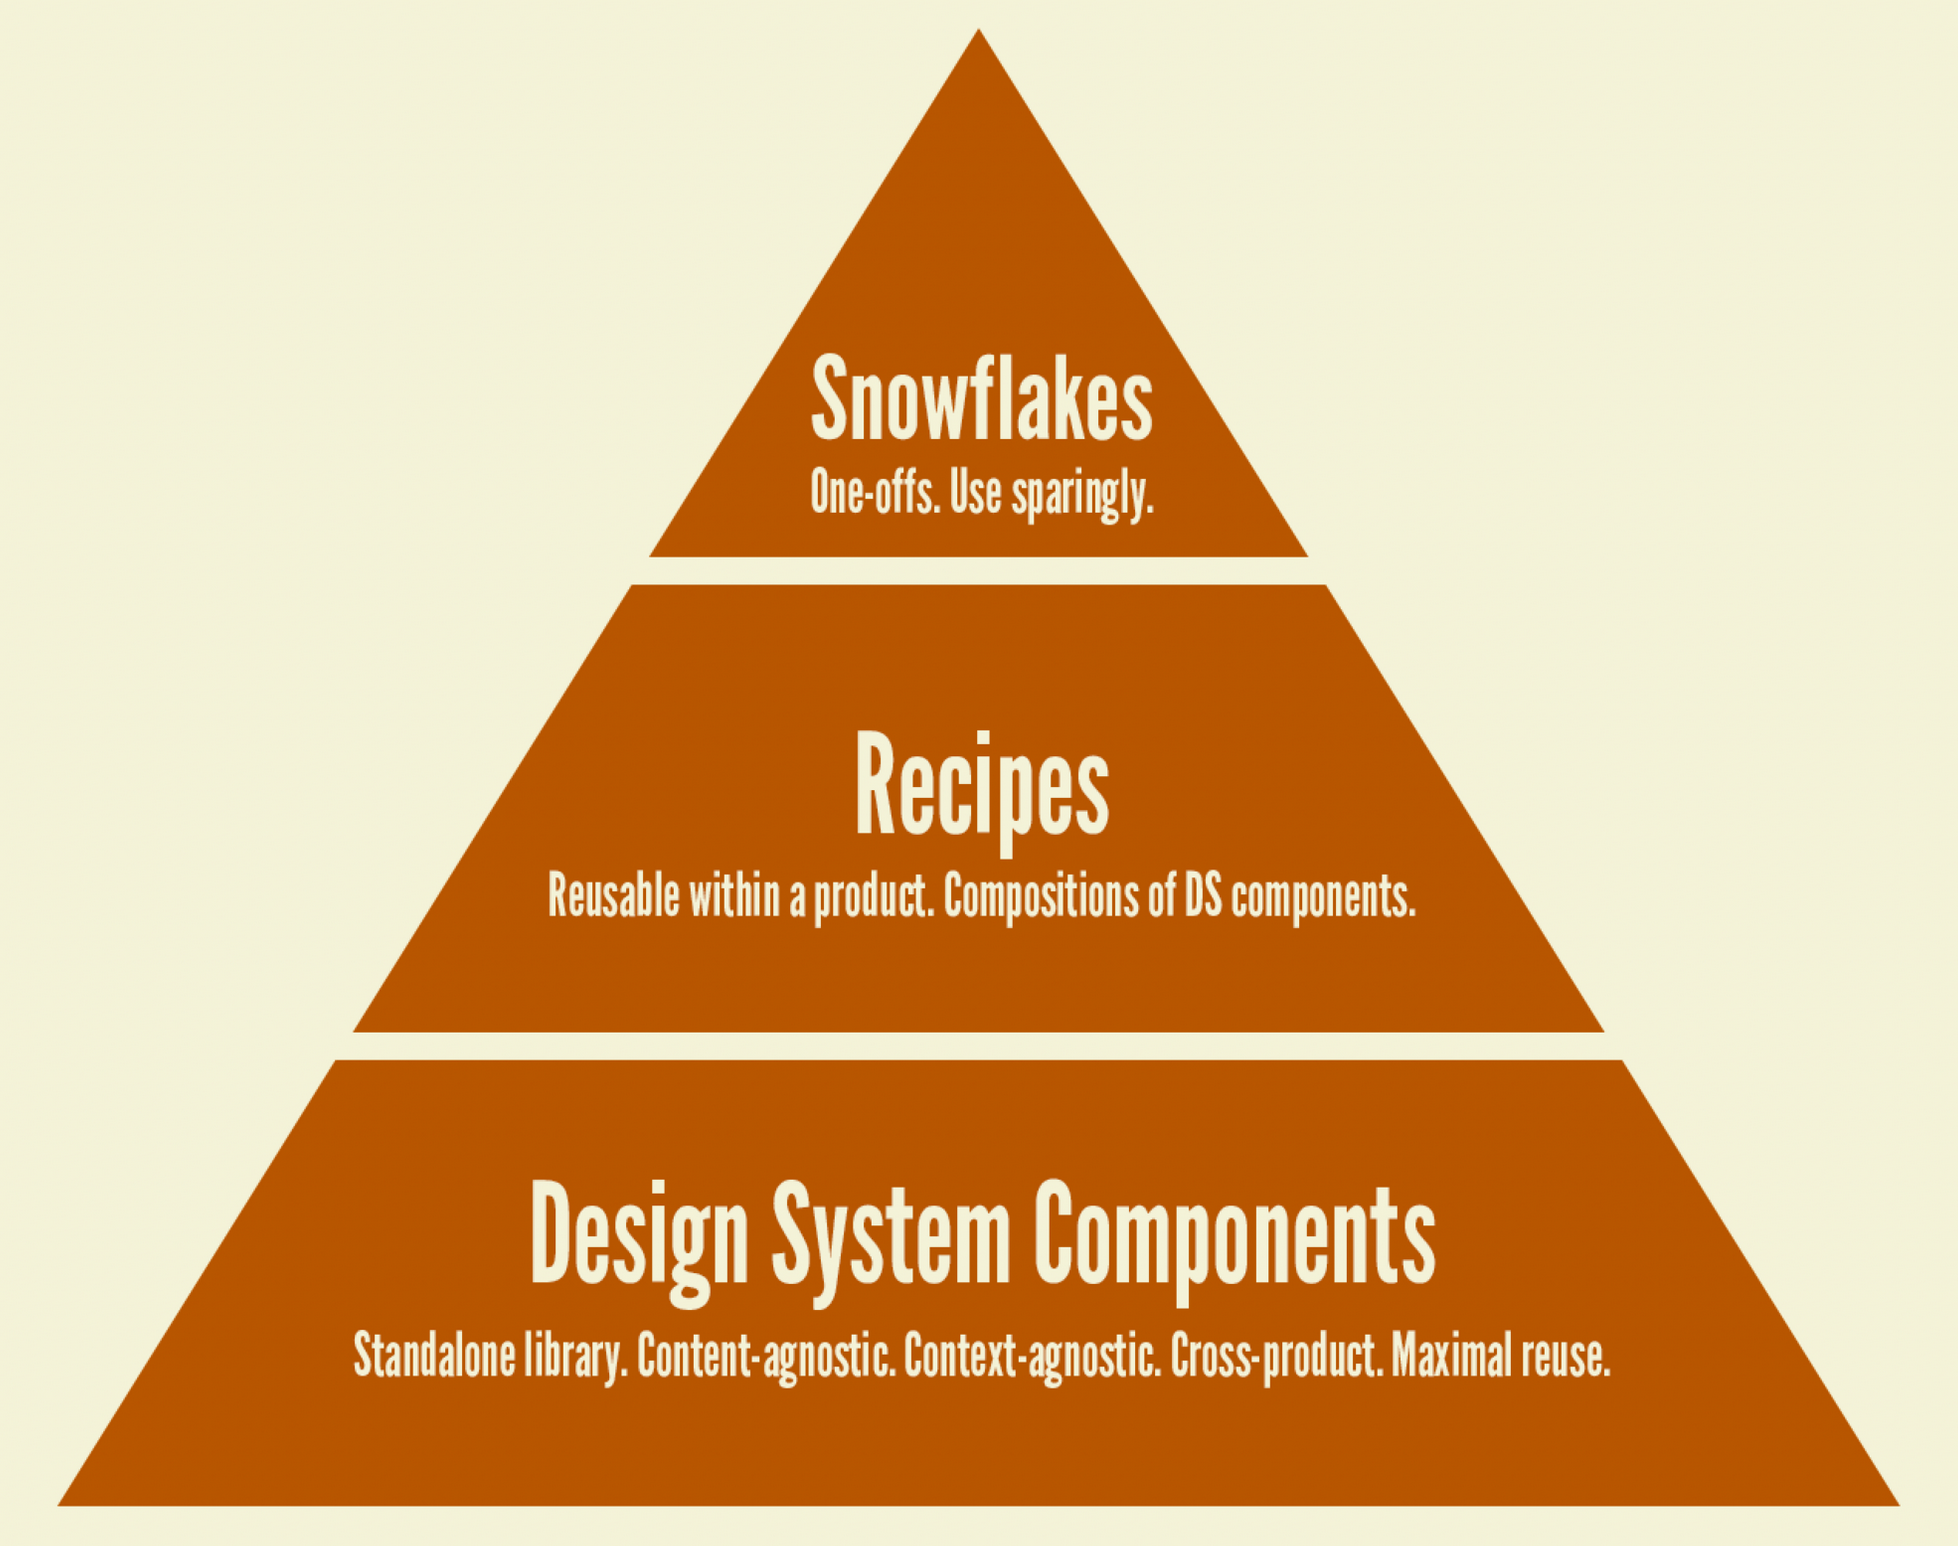 Snowflakes
One-offs. Use sparingly.
Recipes
Reusable within a product. Compositions of DS components.
Design System Components
Standalone library. Content-agnostic. Context-agnostic. Cross-product. Maximal reuse.